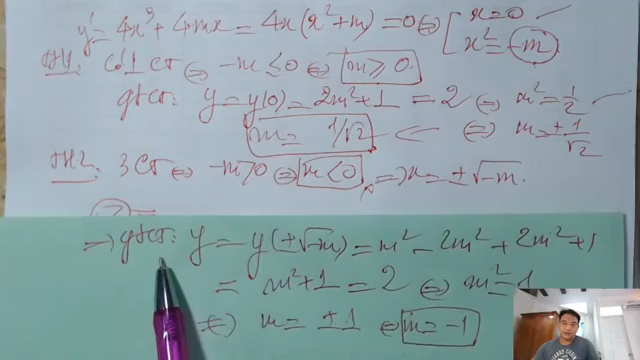 y' = 4x³ + 4mx = 4x(x² + m) = 0 ⇔ [ x = 0
x² = -m
TH1: Có 1 CT ⇔ -m ≤ 0 ⇔ m ≥ 0.
gtCT: y = y(0) = 2m² + 1 = 2 ⇔ m² = 1/2
m = 1/√2 ⇐ ⇔ m = ±1/√2
TH2: 3 CT ⇔ -m > 0 ⇔ m < 0 ⇒ x = ±√-m.
⇒ gtCT: y = y(±√-m) = m² - 2m² + 2m² + 1
= m² + 1 = 2 ⇔ m² = 1
⇔ m = ±1 ⇔ m = -1